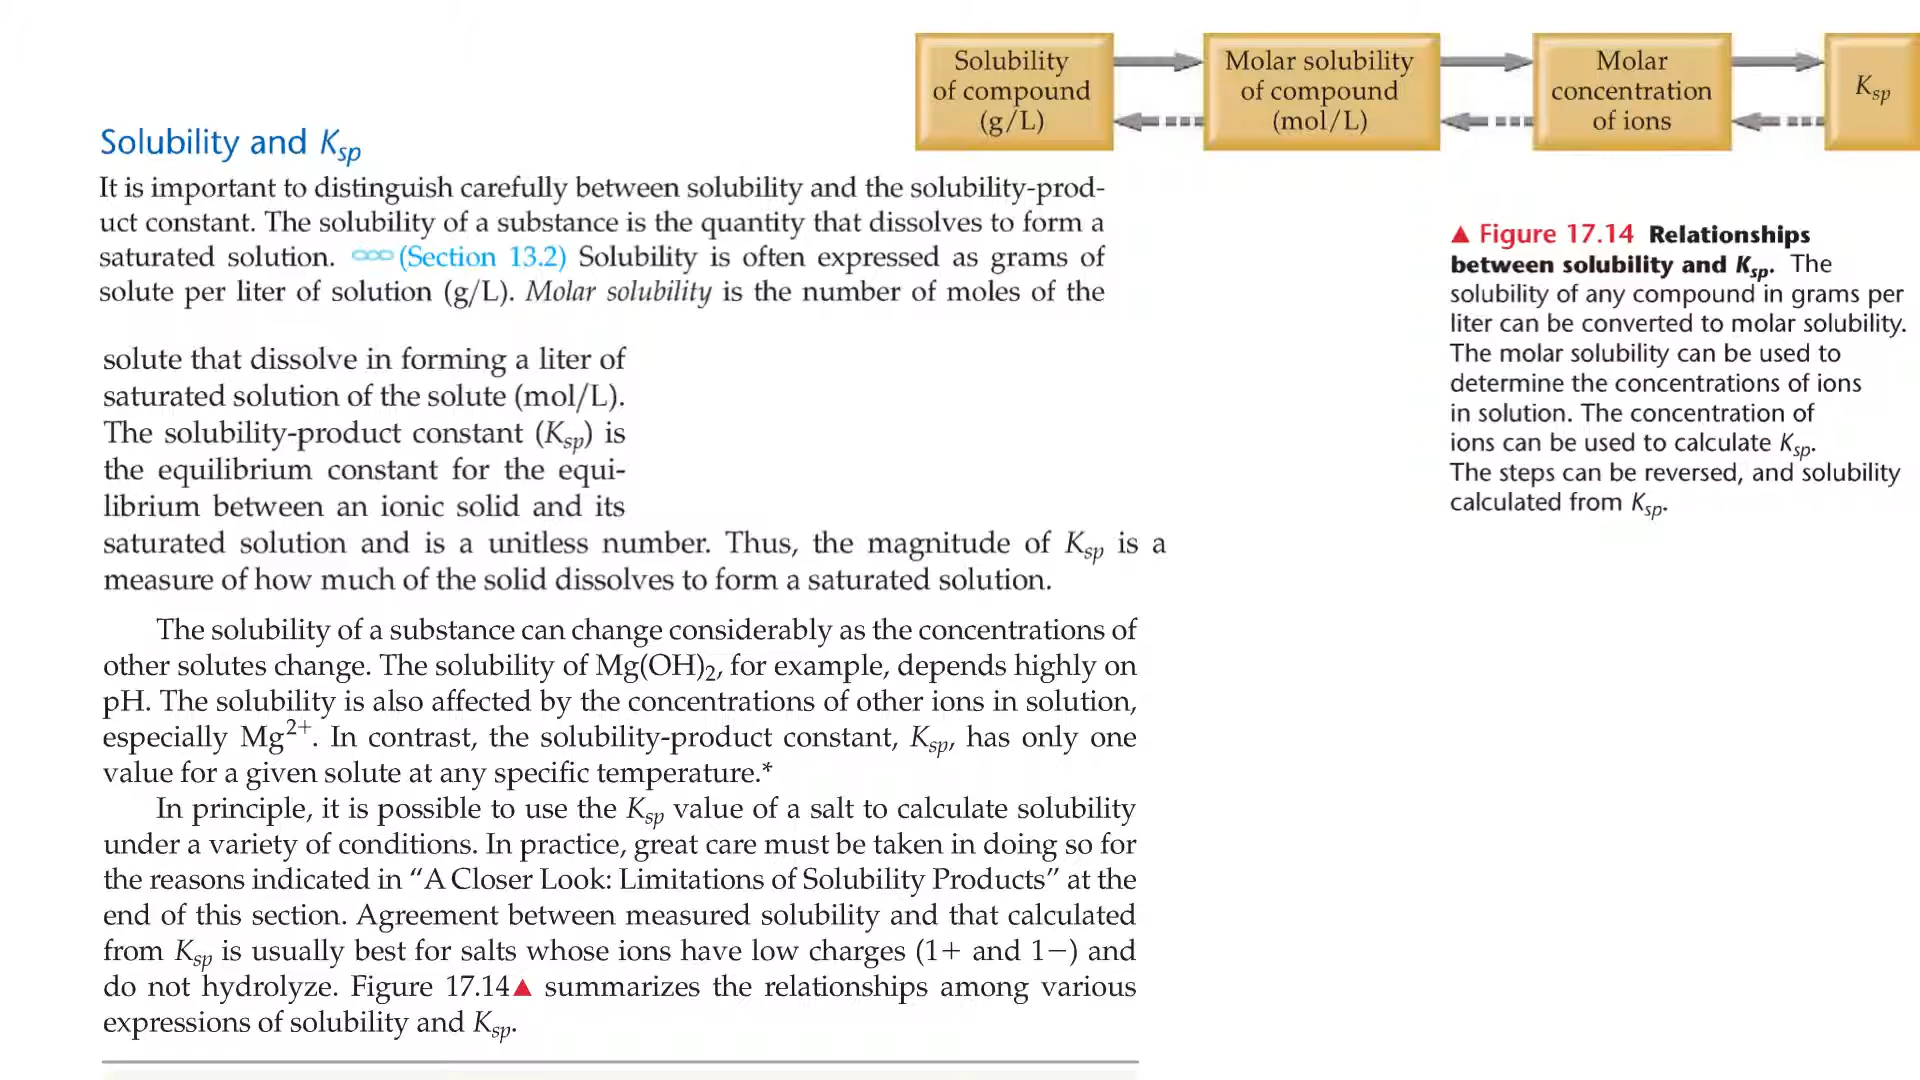 Solubility
of compound
(g/L)
Molar solubility
of compound
(mol/L)
Molar
concentration
of ions
Ksp
Solubility and Ksp
It is important to distinguish carefully between solubility and the solubility-prod-
uct constant. The solubility of a substance is the quantity that dissolves to form a
saturated solution. (Section 13.2) Solubility is often expressed as grams of
solute per liter of solution (g/L). Molar solubility is the number of moles of the
solute that dissolve in forming a liter of
saturated solution of the solute (mol/L).
The solubility-product constant (Ksp) is
the equilibrium constant for the equi-
librium between an ionic solid and its
saturated solution and is a unitless number. Thus, the magnitude of Ksp is a
measure of how much of the solid dissolves to form a saturated solution.
The solubility of a substance can change considerably as the concentrations of
other solutes change. The solubility of Mg(OH)2, for example, depends highly on
pH. The solubility is also affected by the concentrations of other ions in solution,
especially Mg2+. In contrast, the solubility-product constant, Ksp, has only one
value for a given solute at any specific temperature.*
In principle, it is possible to use the Ksp value of a salt to calculate solubility
under a variety of conditions. In practice, great care must be taken in doing so for
the reasons indicated in “A Closer Look: Limitations of Solubility Products” at the
end of this section. Agreement between measured solubility and that calculated
from Ksp is usually best for salts whose ions have low charges (1+ and 1−) and
do not hydrolyze. Figure 17.14▲ summarizes the relationships among various
expressions of solubility and Ksp.
▲ Figure 17.14 Relationships
between solubility and Ksp. The
solubility of any compound in grams per
liter can be converted to molar solubility.
The molar solubility can be used to
determine the concentrations of ions
in solution. The concentration of
ions can be used to calculate Ksp.
The steps can be reversed, and solubility
calculated from Ksp.